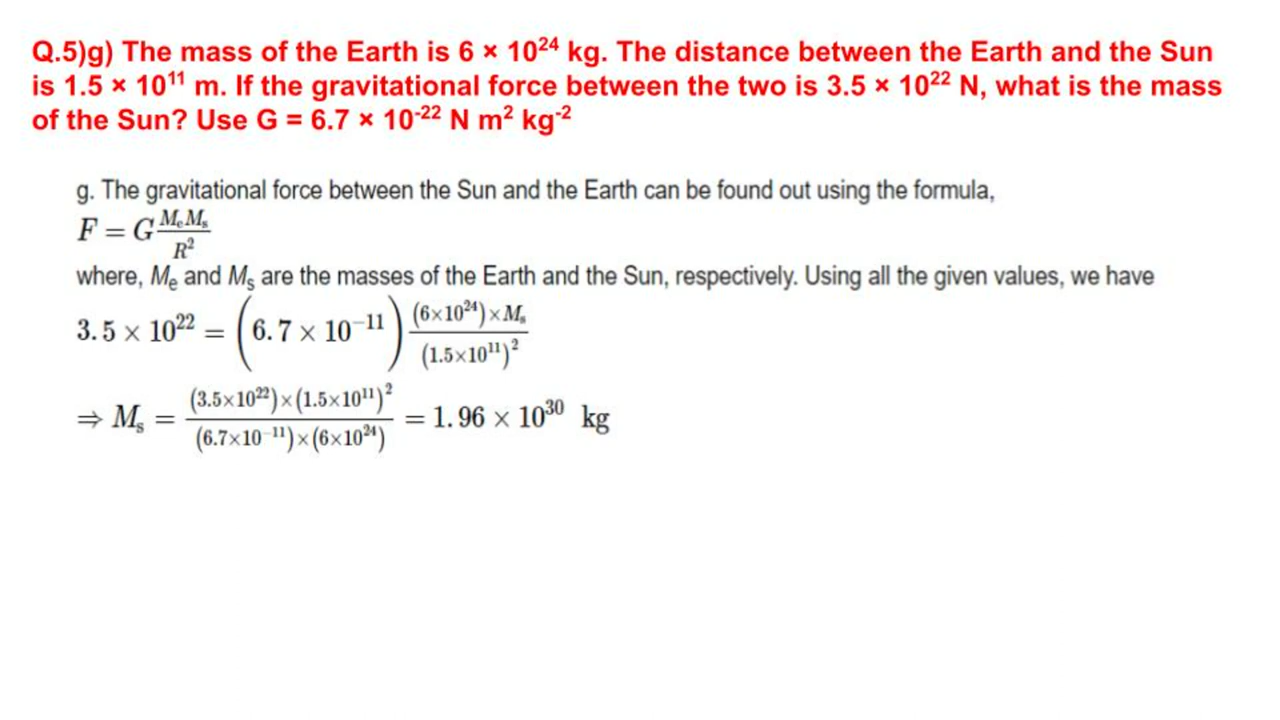 Q.5)g) The mass of the Earth is 6 × 10²⁴ kg. The distance between the Earth and the Sun
is 1.5 × 10¹¹ m. If the gravitational force between the two is 3.5 × 10²² N, what is the mass
of the Sun? Use G = 6.7 × 10⁻²² N m² kg⁻²
g. The gravitational force between the Sun and the Earth can be found out using the formula,
F = G MₑMₛ / R²
where, Mₑ and Mₛ are the masses of the Earth and the Sun, respectively. Using all the given values, we have
3.5 × 10²² = (6.7 × 10⁻¹¹) (6×10²⁴)×Mₛ / (1.5×10¹¹)²
⇒ Mₛ = (3.5×10²²)×(1.5×10¹¹)² / (6.7×10⁻¹¹)×(6×10²⁴) = 1.96 × 10³⁰ kg